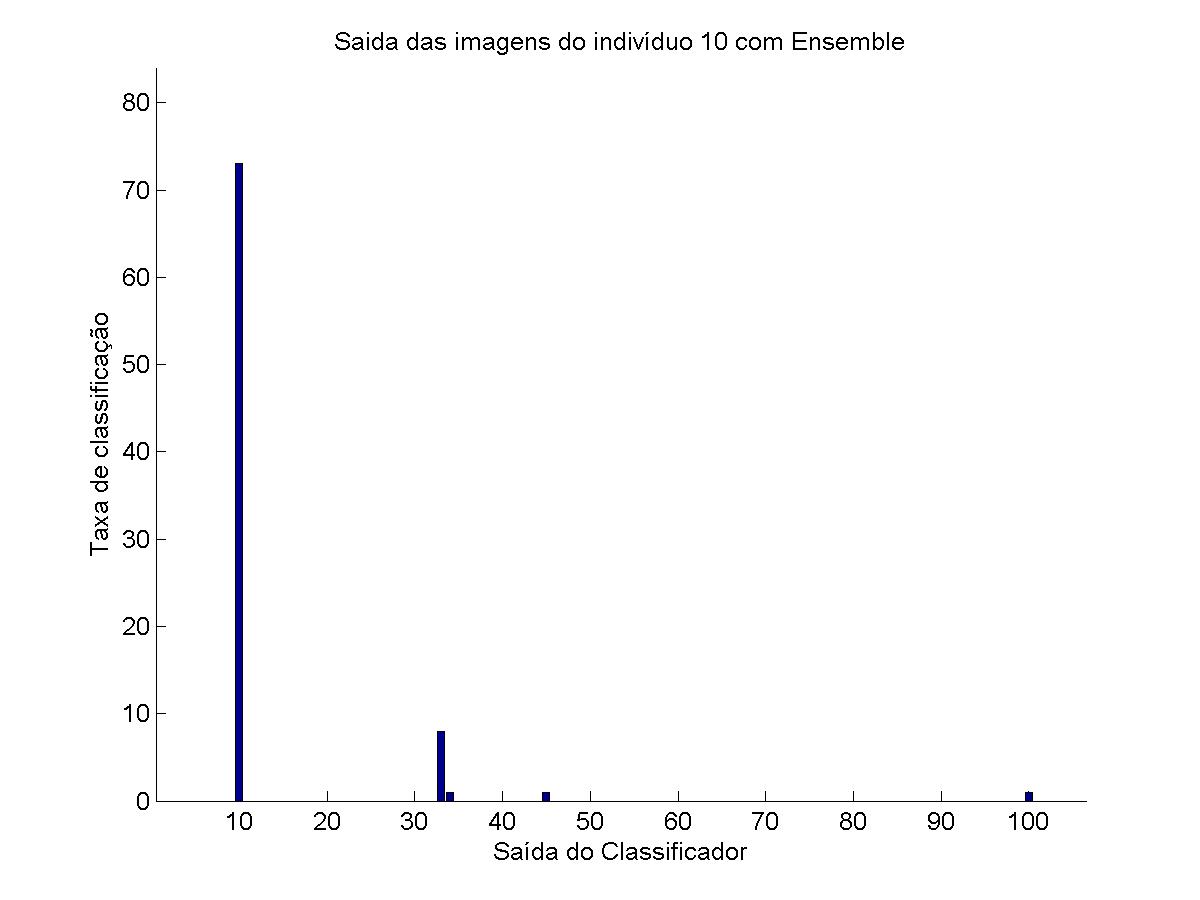 Saida das imagens do indivíduo 10 com Ensemble
80
70
60
50
40
30
20
10
0
Taxa de classificação
10 20 30 40 50 60 70 80 90 100
Saída do Classificador